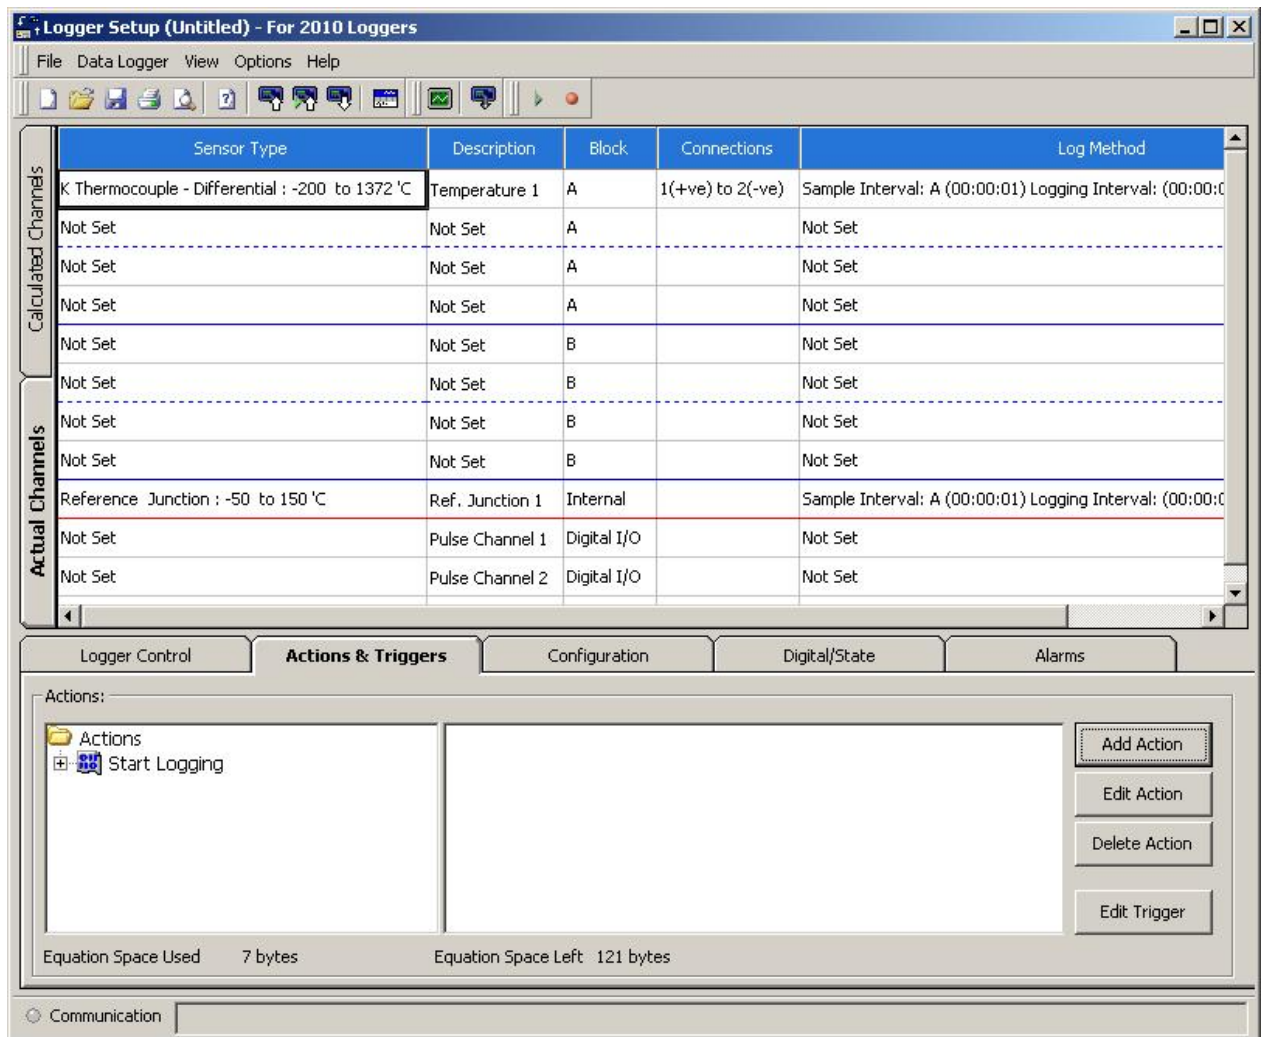 Logger Setup (Untitled) - For 2010 Loggers
File Data Logger View Options Help
Calculated Channels
Actual Channels
Sensor Type Description Block Connections Log Method
K Thermocouple - Differential : -200 to 1372 'C Temperature 1 A 1(+ve) to 2(-ve) Sample Interval: A (00:00:01) Logging Interval: (00:00:0
Not Set Not Set A Not Set
Not Set Not Set A Not Set
Not Set Not Set A Not Set
Not Set Not Set B Not Set
Not Set Not Set B Not Set
Not Set Not Set B Not Set
Not Set Not Set B Not Set
Reference Junction : -50 to 150 'C Ref. Junction 1 Internal Sample Interval: A (00:00:01) Logging Interval: (00:00:0
Not Set Pulse Channel 1 Digital I/O Not Set
Not Set Pulse Channel 2 Digital I/O Not Set
Logger Control Actions & Triggers Configuration Digital/State Alarms
Actions:
Actions
Start Logging
Add Action
Edit Action
Delete Action
Edit Trigger
Equation Space Used 7 bytes Equation Space Left 121 bytes
Communication